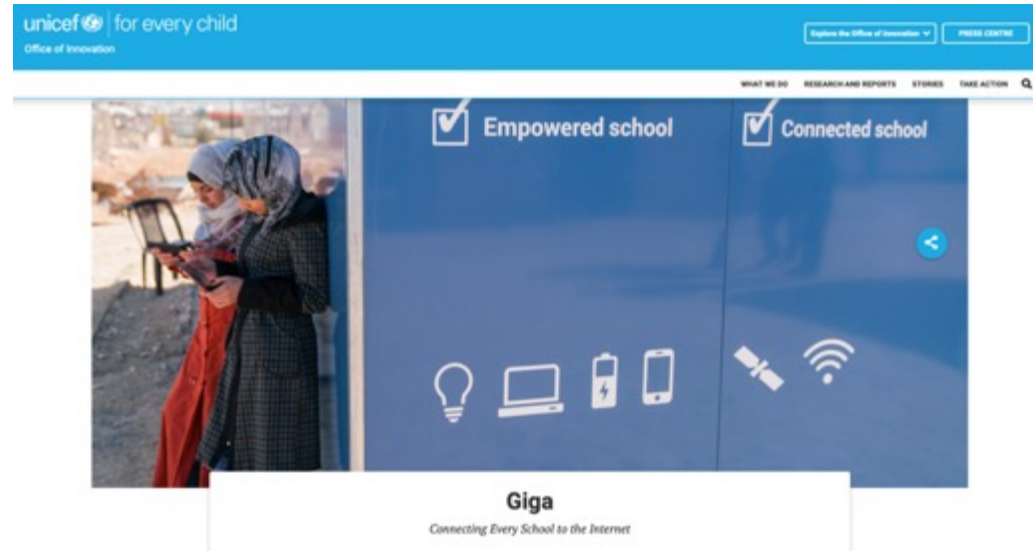 unicef for every child
Office of Innovation
Explore the Office of Innovation
PRESS CENTRE
WHAT WE DO RESEARCH AND REPORTS STORIES TAKE ACTION
Empowered school
Connected school
Giga
Connecting Every School to the Internet